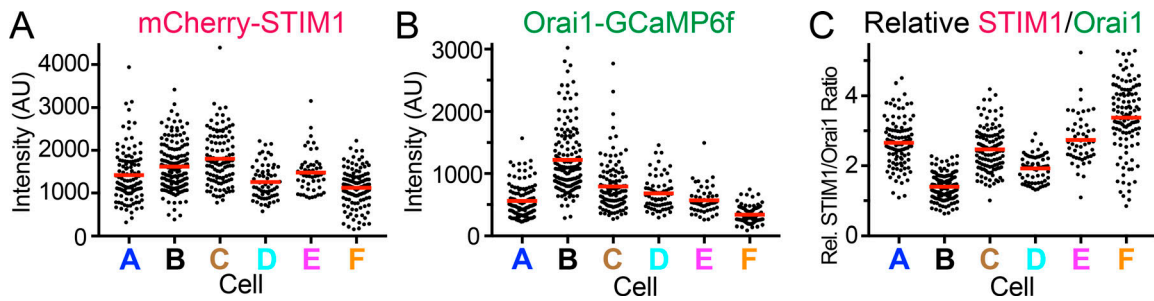 A mCherry-STIM1
Intensity (AU)
4000
3000
2000
1000
0
A B C D E F
Cell
B Orai1-GCaMP6f
Intensity (AU)
3000
2000
1000
0
A B C D E F
Cell
C Relative STIM1/Orai1
Rel. STIM1/Orai1 Ratio
4
2
0
A B C D E F
Cell